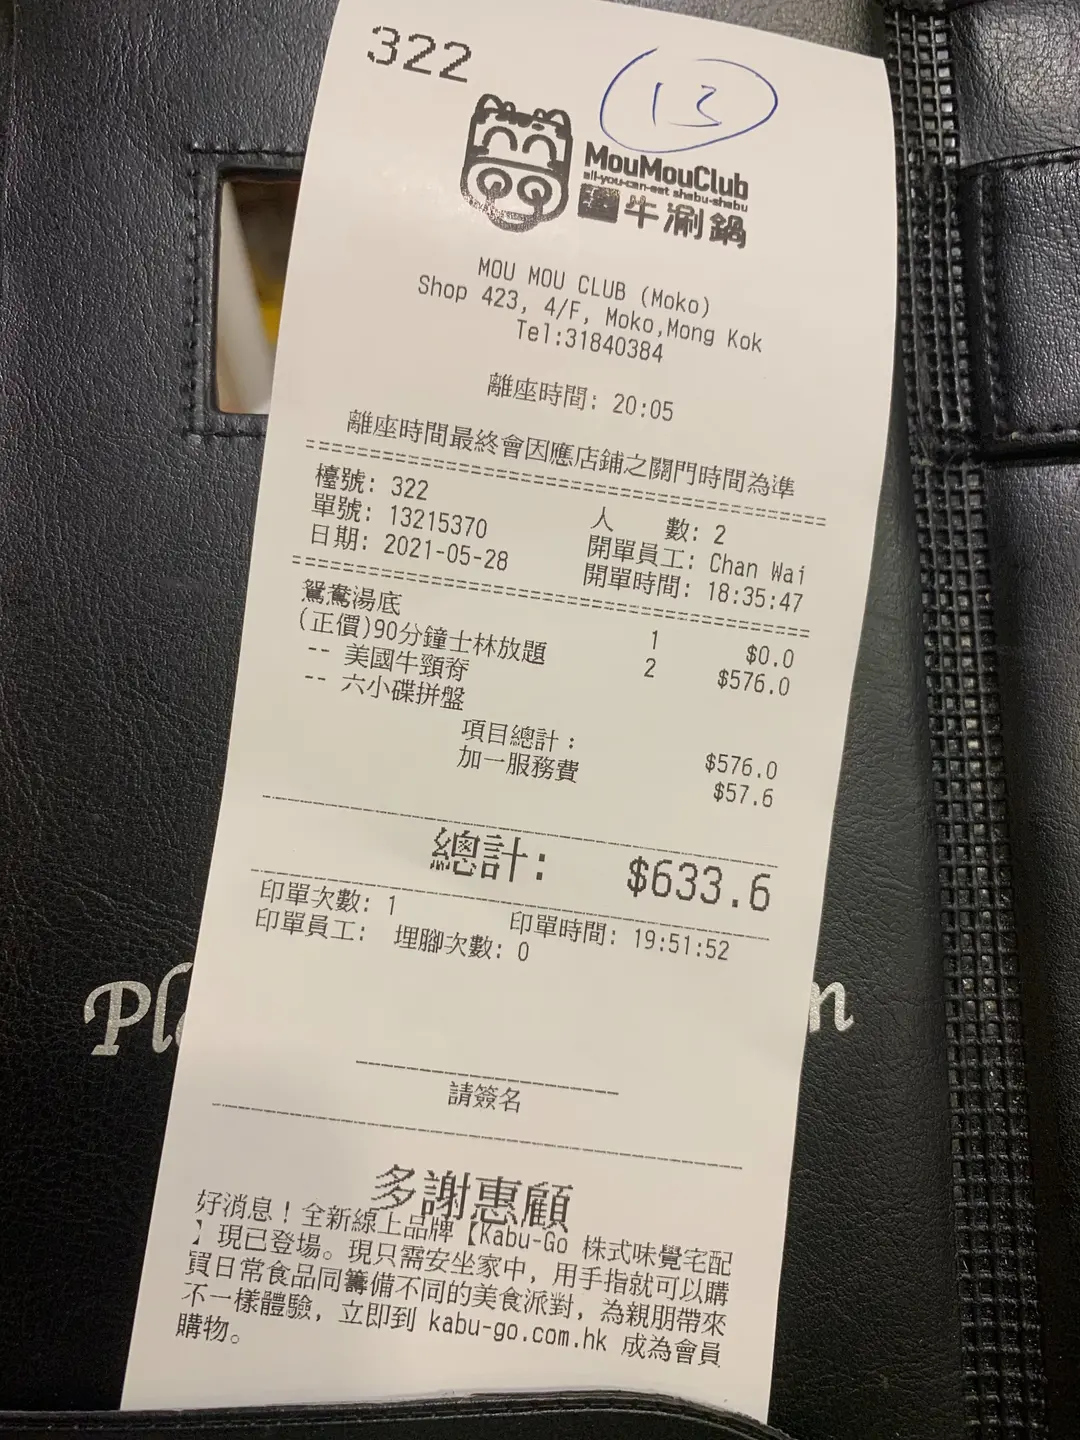 322
13
MouMouClub
all-you-can-eat shabu-shabu
牛涮鍋
MOU MOU CLUB (Moko)
Shop 423, 4/F, Moko,Mong Kok
Tel:31840384
離座時間: 20:05
離座時間最終會因應店鋪之關門時間為準
檯號: 322 人 數: 2
單號: 13215370 開單員工: Chan Wai
日期: 2021-05-28 開單時間: 18:35:47
鴛鴦湯底 1 $0.0
(正價)90分鐘士林放題 2 $576.0
-- 美國牛頸脊
-- 六小碟拼盤
項目總計: $576.0
加一服務費 $57.6
總計: $633.6
印單次數: 1 印單時間: 19:51:52
印單員工: 埋腳次數: 0
請簽名
多謝惠顧
好消息！全新線上品牌【Kabu-Go 株式味覺宅配
】現已登場。現只需安坐家中, 用手指就可以購
買日常食品同籌備不同的美食派對, 為親朋帶來
不一樣體驗, 立即到 kabu-go.com.hk 成為會員
購物。